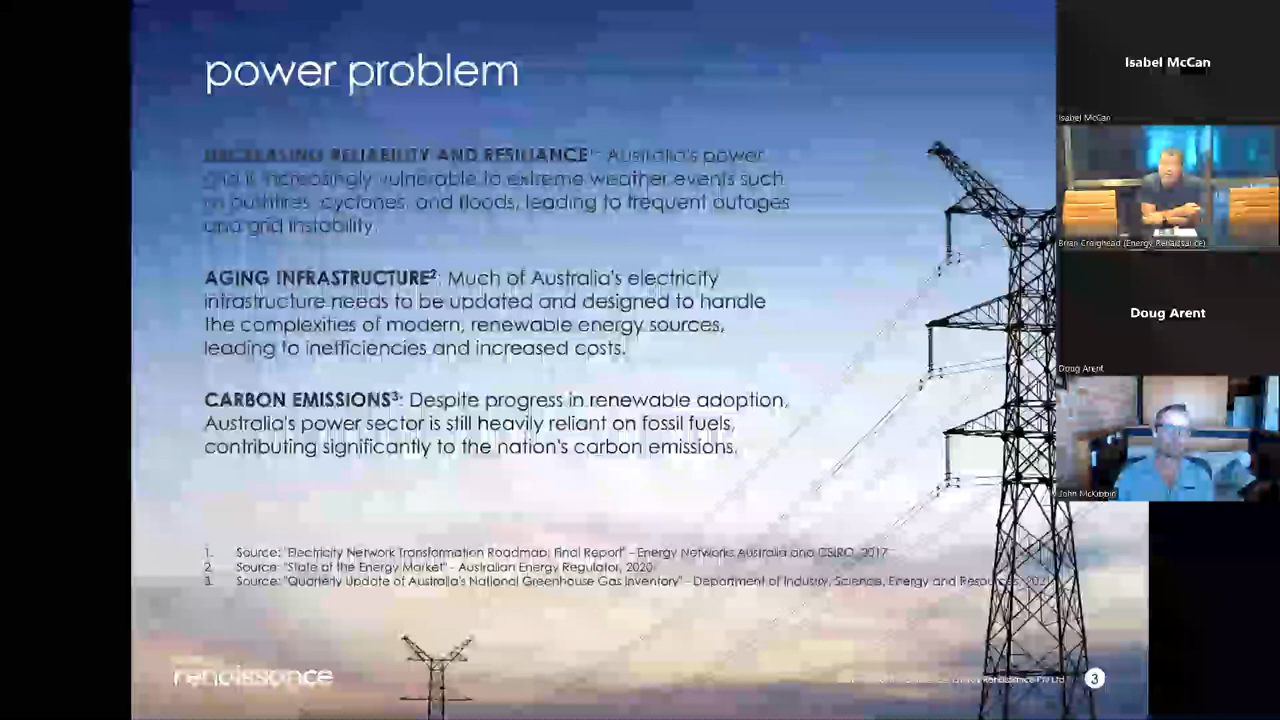 power problem
DECREASING RELIABILITY AND RESILIANCE¹: Australia's power
grid is increasingly vulnerable to extreme weather events such
as bushfires, cyclones, and floods, leading to frequent outages
and grid instability.
AGING INFRASTRUCTURE²: Much of Australia's electricity
infrastructure needs to be updated and designed to handle
the complexities of modern, renewable energy sources,
leading to inefficiencies and increased costs.
CARBON EMISSIONS³: Despite progress in renewable adoption,
Australia's power sector is still heavily reliant on fossil fuels,
contributing significantly to the nation's carbon emissions.
1. Source: "Electricity Network Transformation Roadmap: Final Report" – Energy Networks Australia and CSIRO, 2017
2. Source: "State of the Energy Market" – Australian Energy Regulator, 2020
3. Source: "Quarterly Update of Australia's National Greenhouse Gas Inventory" – Department of Industry, Science, Energy and Resources,
renaissance
Renaissance Pty Ltd
3
Isabel McCan
Isabel McCan
Brian Craighead (Energy Renaissance)
Doug Arent
Doug Arent
John McKibbin